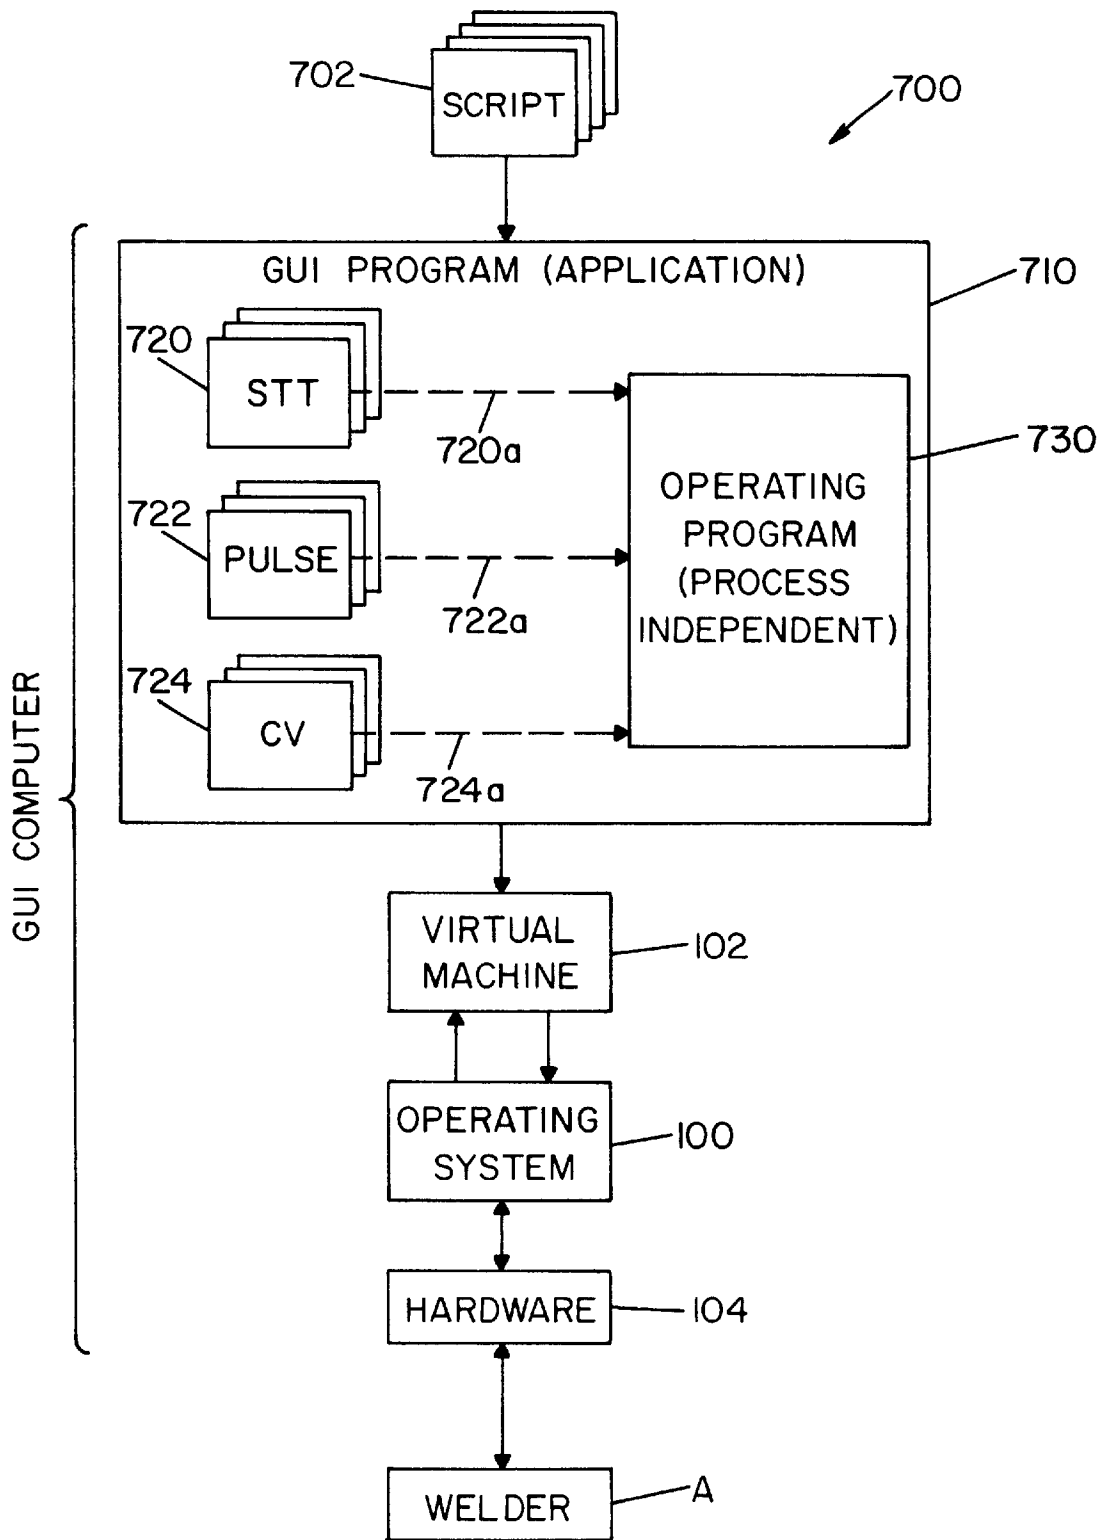 702
SCRIPT
700
GUI PROGRAM (APPLICATION)
710
720
STT
720a
730
OPERATING
PROGRAM
(PROCESS
INDEPENDENT)
722
PULSE
722a
724
CV
724a
GUI COMPUTER
VIRTUAL
MACHINE
102
OPERATING
SYSTEM
100
HARDWARE
104
WELDER
A